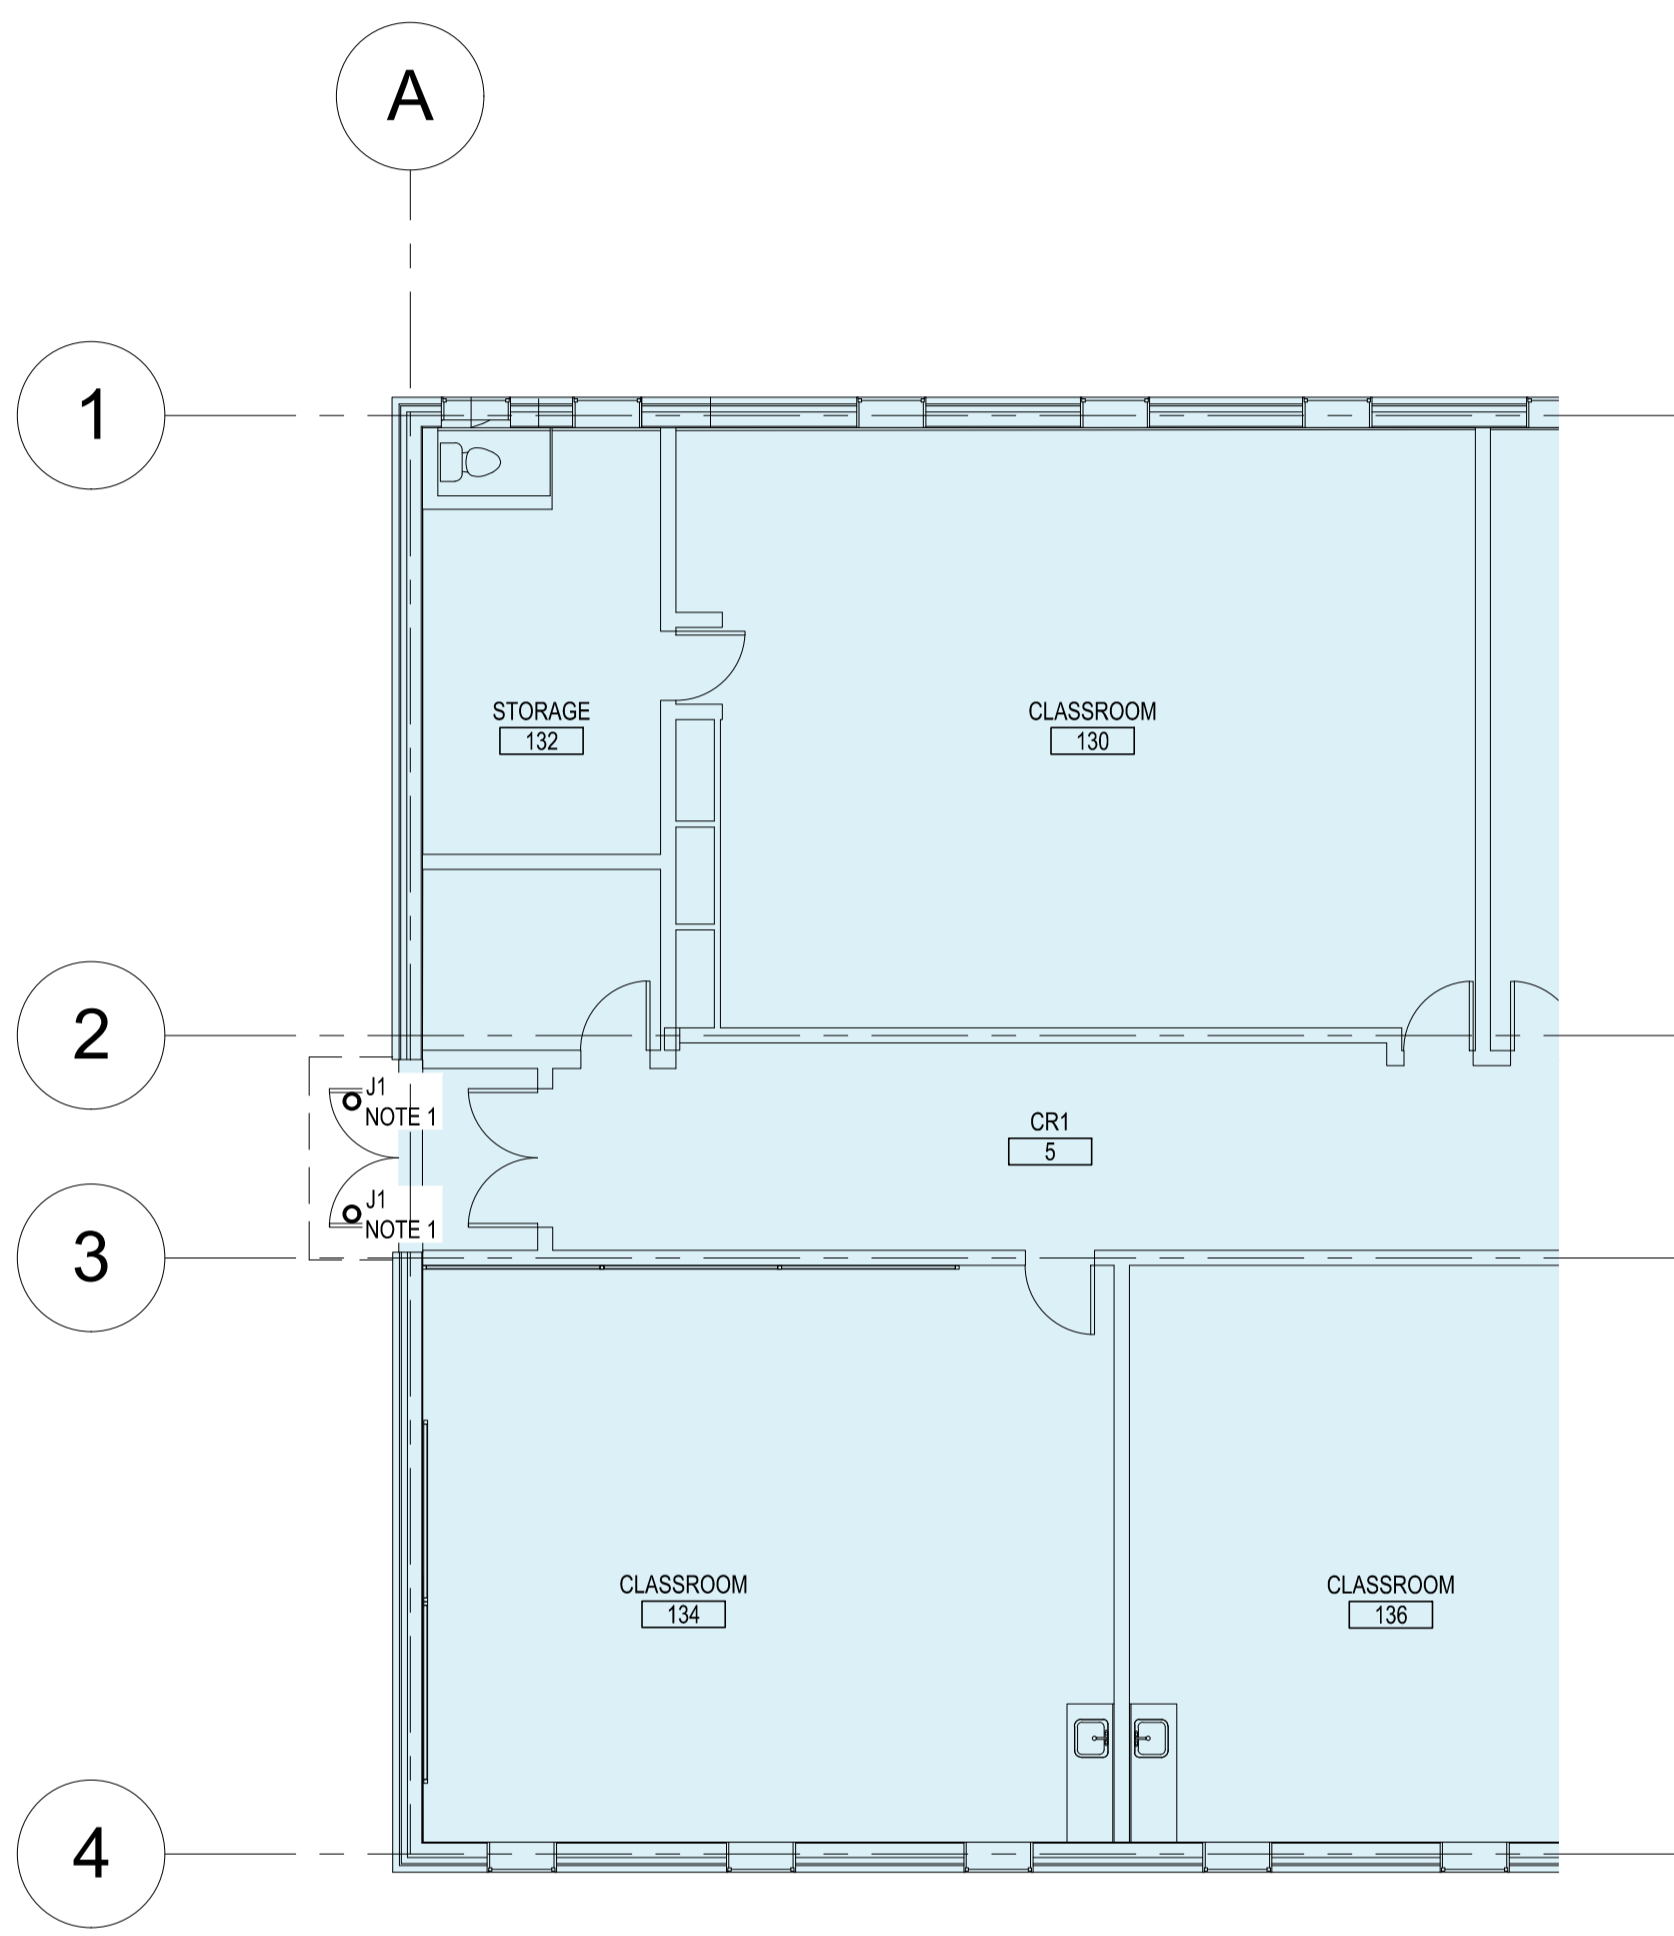 A
1
STORAGE
132
CLASSROOM
130
2
J1
NOTE 1
CR1
5
J1
NOTE 1
3
CLASSROOM
134
CLASSROOM
136
4